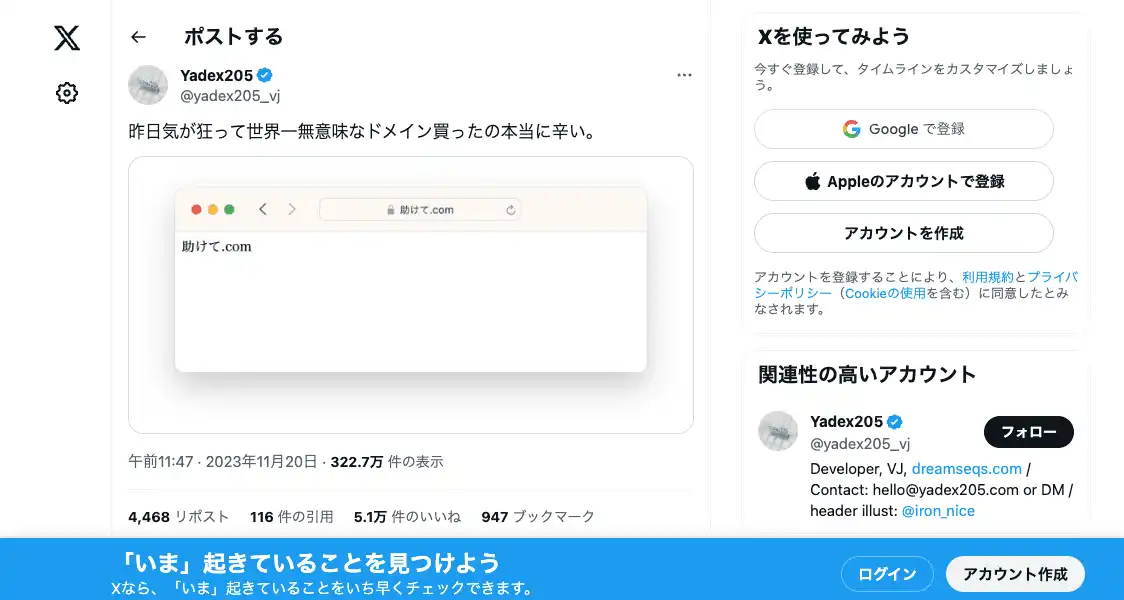 ポストする
Yadex205
@yadex205_vj
昨日気が狂って世界一無意味なドメイン買ったの本当に辛い。
助けて.com
助けて.com
午前11:47 · 2023年11月20日 · 322.7万 件の表示
4,468 リポスト 116 件の引用 5.1万 件のいいね 947 ブックマーク
Xを使ってみよう
今すぐ登録して、タイムラインをカスタマイズしましょ
う。
Google で登録
Appleのアカウントで登録
アカウントを作成
アカウントを登録することにより、利用規約とプライバ
シーポリシー（Cookieの使用を含む）に同意したとみ
なされます。
関連性の高いアカウント
Yadex205
@yadex205_vj
フォロー
Developer, VJ, dreamseqs.com /
Contact: hello@yadex205.com or DM /
header illust: @iron_nice
「いま」起きていることを見つけよう
Xなら、「いま」起きていることをいち早くチェックできます。
ログイン
アカウント作成